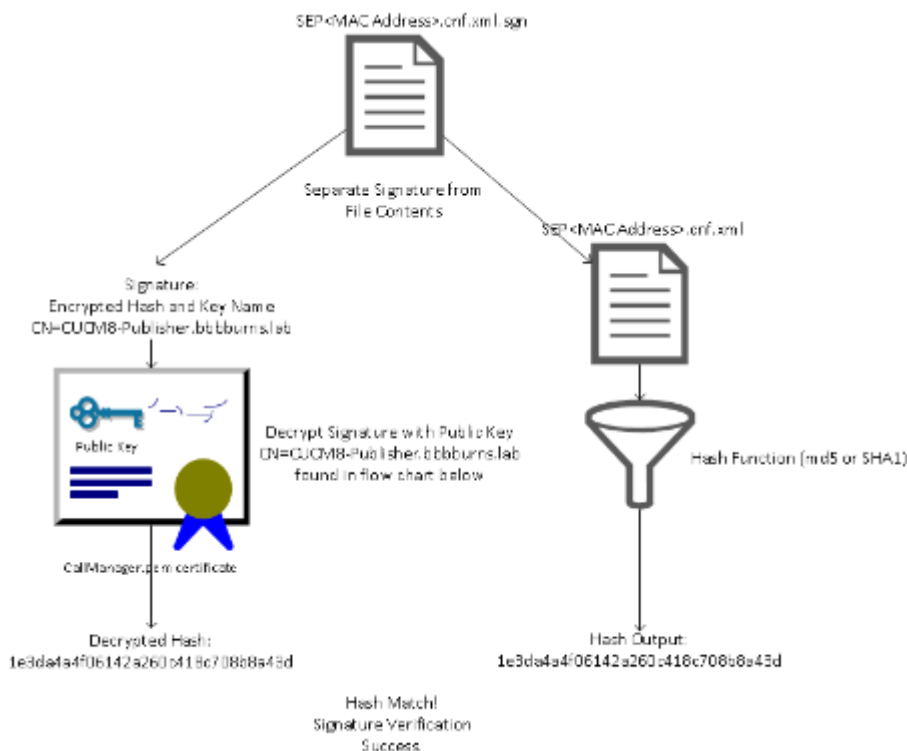 SEP<MAC Address>.cnf.xml.sgn
Separate Signature from
File Contents
SEP<MAC Address>.cnf.xml
Signature:
Encrypted Hash and Key Name
CN=CUCM8-Publisher.bbbburns.lab
Public Key
Decrypt Signature with Public Key
CN=CUCM8-Publisher.bbbburns.lab
found in flow chart below
Hash Function (md5 or SHA1)
CallManager.pem certificate
Decrypted Hash:
1e3da4a4f06142a260c418c708b8a43d
Hash Output:
1e3da4a4f06142a260c418c708b8a43d
Hash Match!
Signature Verification
Success